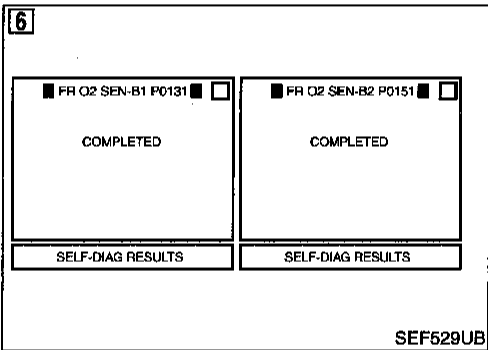 6
FR O2 SEN-B1 P0131
COMPLETED
SELF-DIAG RESULTS
FR O2 SEN-B2 P0151
COMPLETED
SELF-DIAG RESULTS
SEF529UB